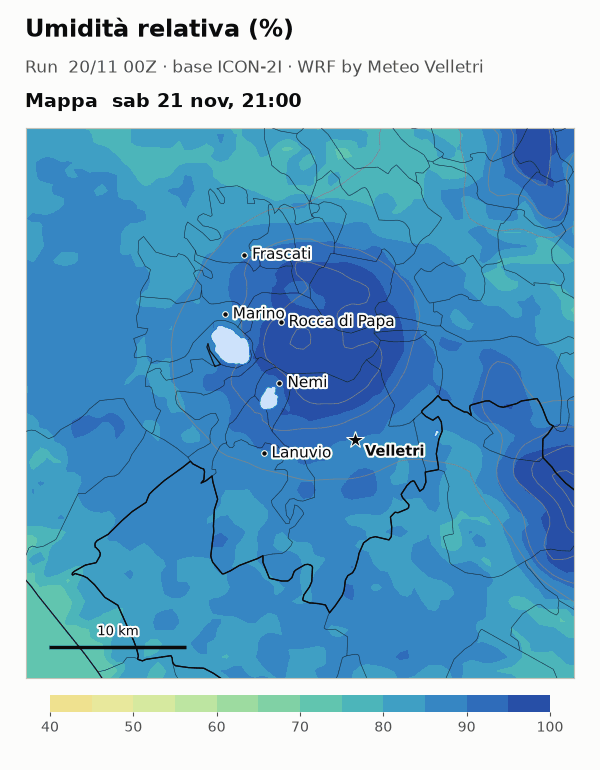 Umidità relativa (%)
Run  20/11 00Z · base ICON-2I · WRF by Meteo Velletri
Mappa  sab 21 nov, 21:00
Frascati
Marino
Rocca di Papa
Nemi
Velletri
Lanuvio
10 km
40 50 60 70 80 90 100